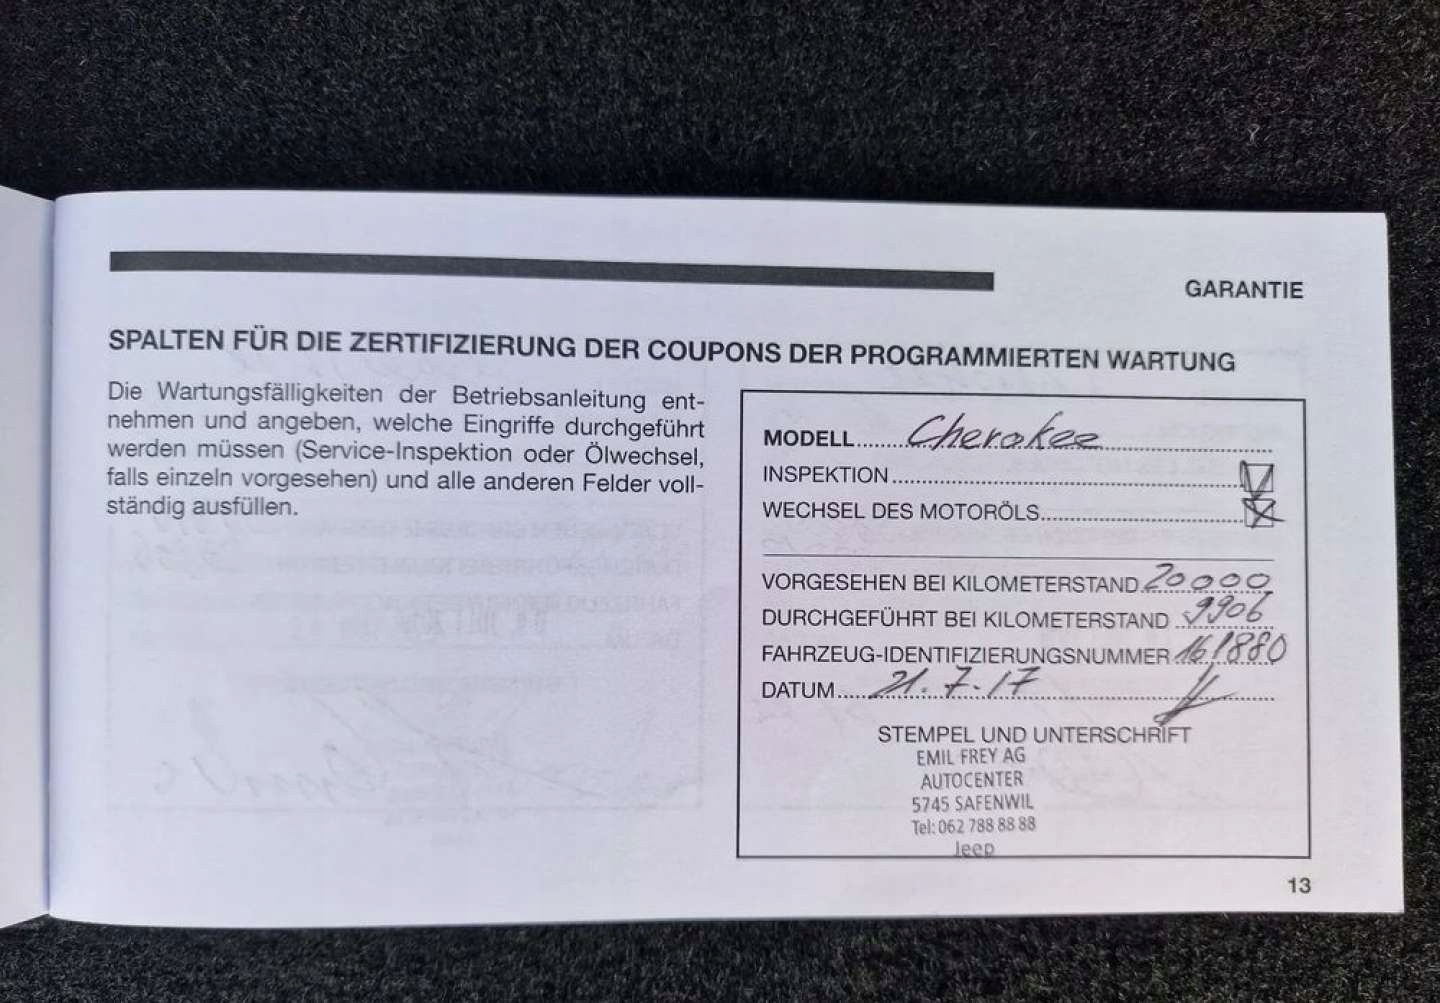 GARANTIE
SPALTEN FÜR DIE ZERTIFIZIERUNG DER COUPONS DER PROGRAMMIERTEN WARTUNG
Die Wartungsfälligkeiten der Betriebsanleitung ent-
nehmen und angeben, welche Eingriffe durchgeführt
werden müssen (Service-Inspektion oder Ölwechsel,
falls einzeln vorgesehen) und alle anderen Felder voll-
ständig ausfüllen.
MODELL Cherokee
INSPEKTION
WECHSEL DES MOTORÖLS
VORGESEHEN BEI KILOMETERSTAND 20000
DURCHGEFÜHRT BEI KILOMETERSTAND 9906
FAHRZEUG-IDENTIFIZIERUNGSNUMMER 161880
DATUM 21.7.17
STEMPEL UND UNTERSCHRIFT
EMIL FREY AG
AUTOCENTER
5745 SAFENWIL
Tel: 062 788 88 88
Jeep
13